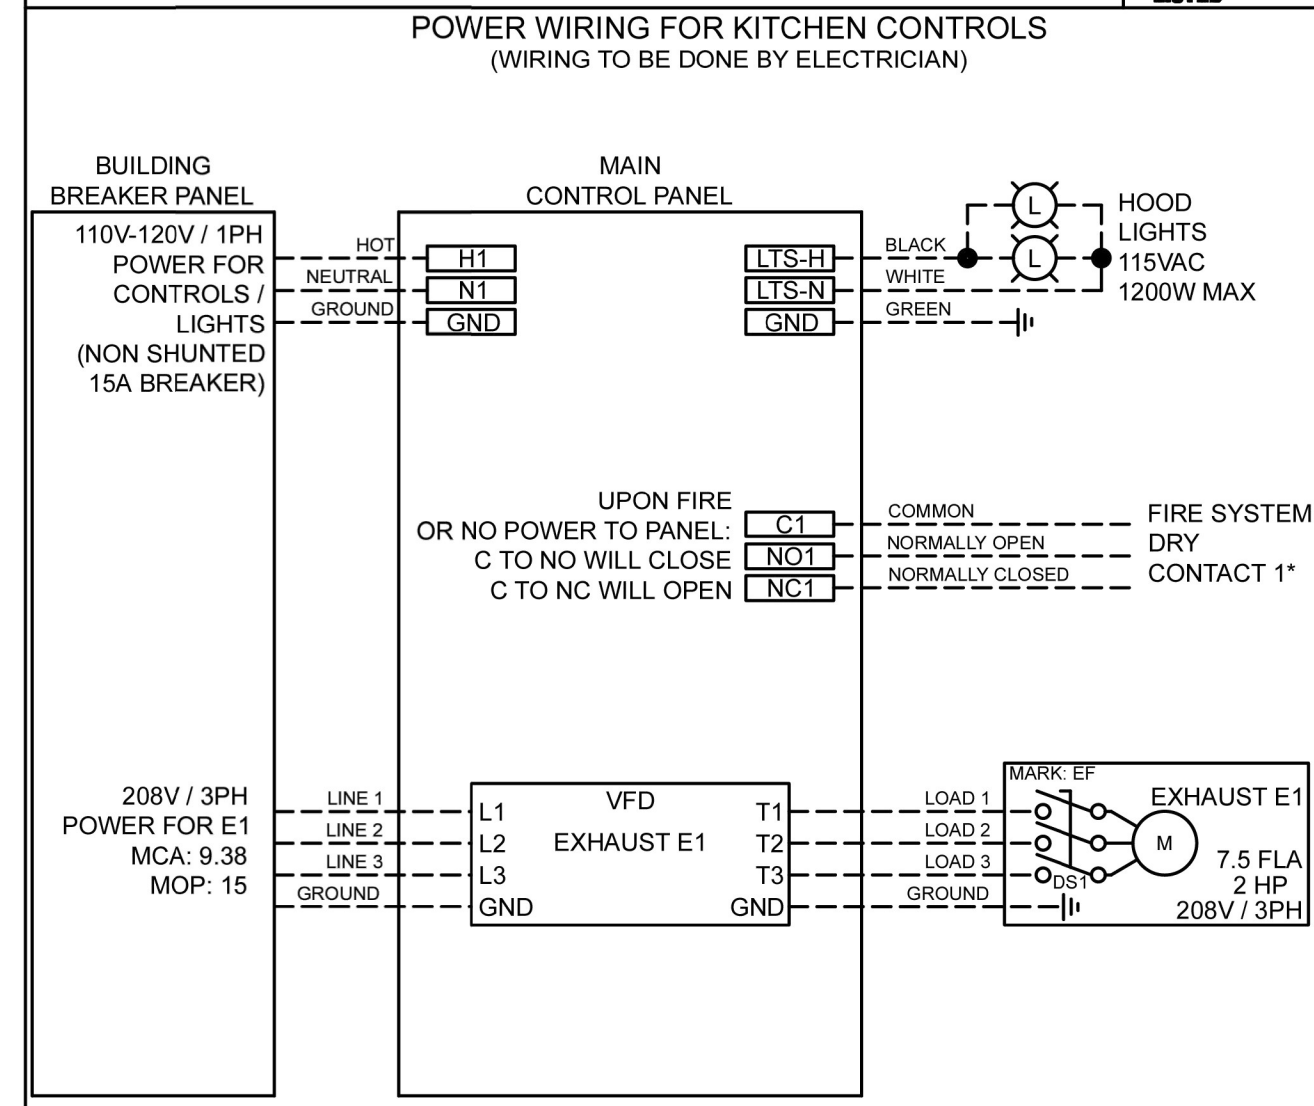 POWER WIRING FOR KITCHEN CONTROLS
(WIRING TO BE DONE BY ELECTRICIAN)
BUILDING
BREAKER PANEL
MAIN
CONTROL PANEL
110V-120V / 1PH
POWER FOR
CONTROLS /
LIGHTS
(NON SHUNTED
15A BREAKER)
HOT
NEUTRAL
GROUND
H1
N1
GND
LTS-H
LTS-N
GND
BLACK
WHITE
GREEN
L
L
HOOD
LIGHTS
115VAC
1200W MAX
UPON FIRE
OR NO POWER TO PANEL:
C TO NO WILL CLOSE
C TO NC WILL OPEN
C1
NO1
NC1
COMMON
NORMALLY OPEN
NORMALLY CLOSED
FIRE SYSTEM
DRY
CONTACT 1*
208V / 3PH
POWER FOR E1
MCA: 9.38
MOP: 15
LINE 1
LINE 2
LINE 3
GROUND
L1
L2
L3
GND
VFD
EXHAUST E1
T1
T2
T3
GND
LOAD 1
LOAD 2
LOAD 3
GROUND
MARK: EF
DS1
M
EXHAUST E1
7.5 FLA
2 HP
208V / 3PH